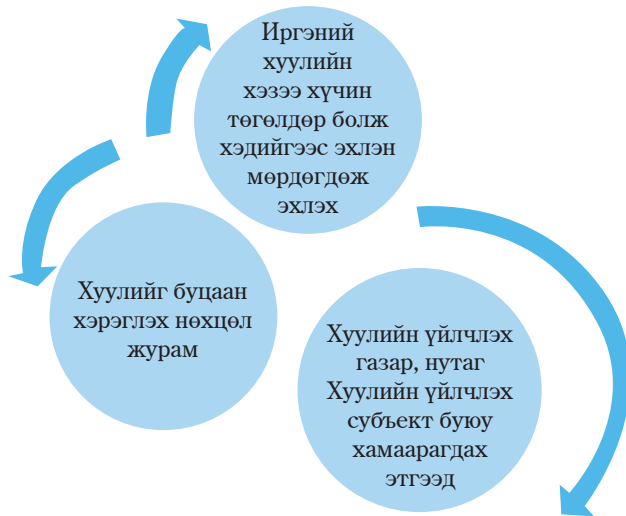 Иргэний
хуулийн
хэзээ хүчин
төгөлдөр болж
хэдийгээс эхлэн
мөрдөгдөж
эхлэх
Хуулийг буцаан
хэрэглэх нөхцөл
журам
Хуулийн үйлчлэх
газар, нутаг
Хуулийн үйлчлэх
субъект буюу
хамаарагдах
этгээд